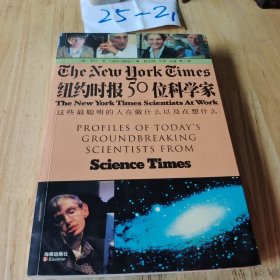 25-21
The New York Times
纽约时报50位科学家
The New York Times Scientists At Work
这些最聪明的人在做什么以及在想什么
PROFILES OF TODAY'S
GROUNDBREAKING
SCIENTISTS FROM
Science Times
海南出版社